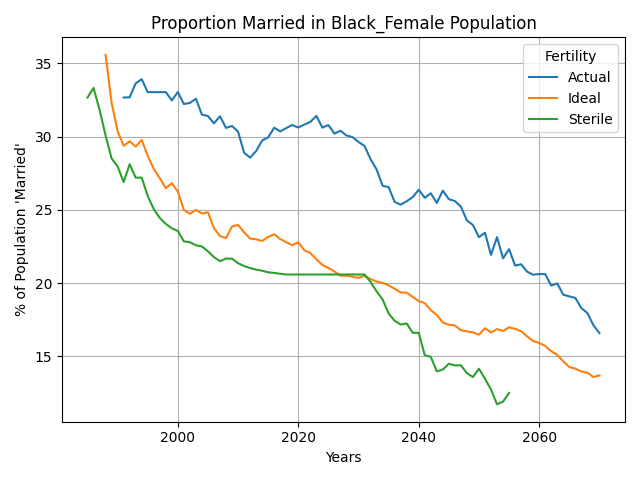 Proportion Married in Black_Female Population
Fertility
Actual
Ideal
Sterile
% of Population 'Married'
35
30
25
20
15
2000
2020
2040
2060
Years